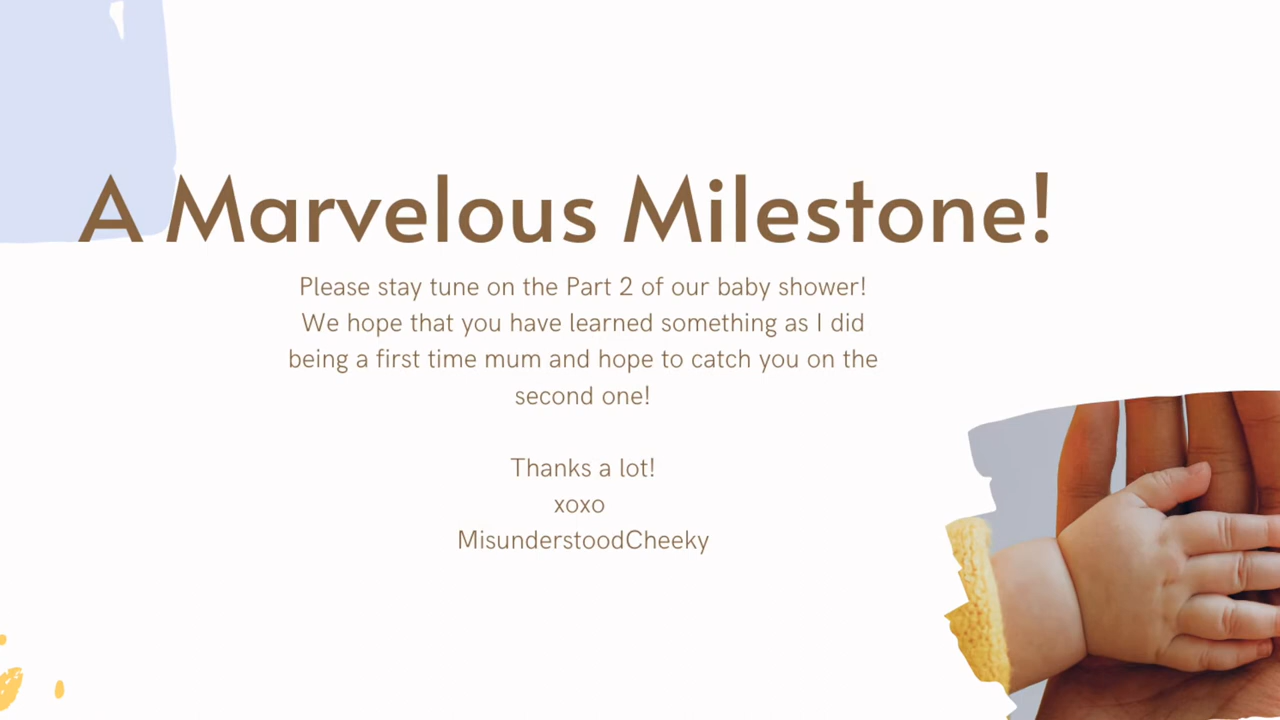 A Marvelous Milestone!
Please stay tune on the Part 2 of our baby shower!
We hope that you have learned something as I did
being a first time mum and hope to catch you on the
second one!
Thanks a lot!
xoxo
MisunderstoodCheeky